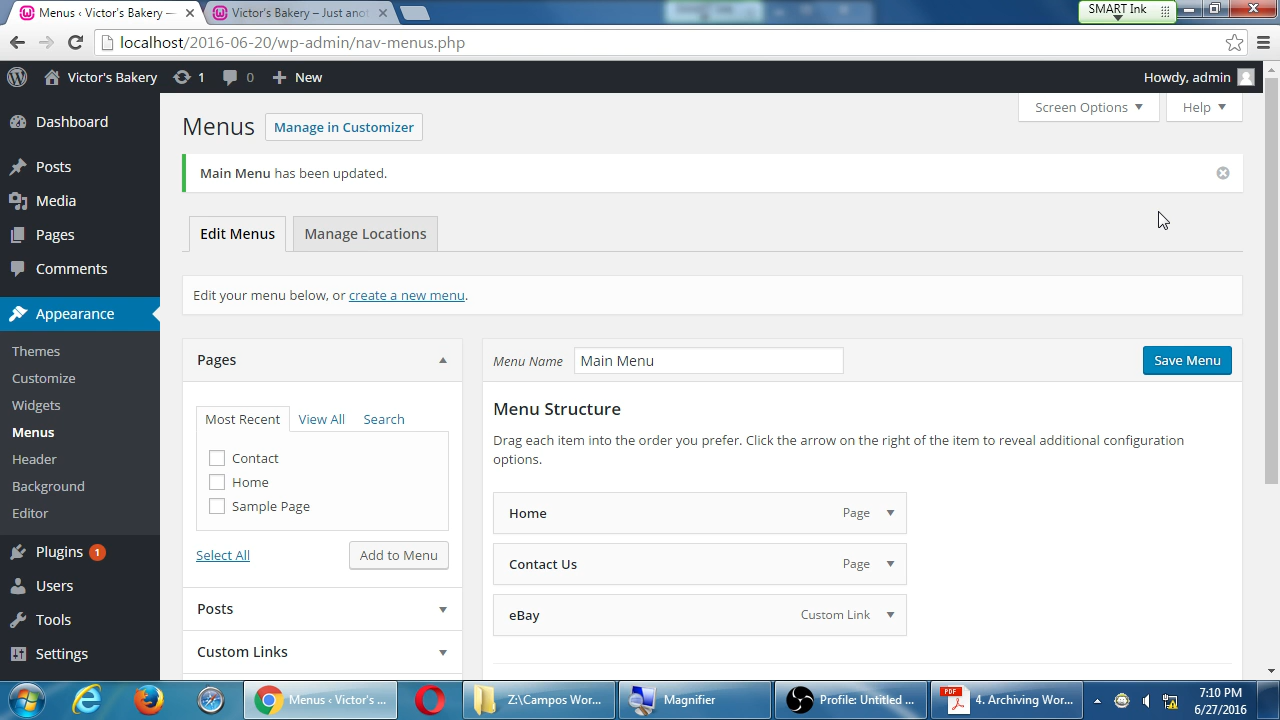 Menus ‹ Victor's Bakery —
Victor's Bakery – Just anot
SMART Ink
localhost/2016-06-20/wp-admin/nav-menus.php
Victor's Bakery
1
0
New
Howdy, admin
Dashboard
Posts
Media
Pages
Comments
Appearance
Themes
Customize
Widgets
Menus
Header
Background
Editor
Plugins 1
Users
Tools
Settings
Screen Options
Help
Menus
Manage in Customizer
Main Menu has been updated.
Edit Menus
Manage Locations
Edit your menu below, or create a new menu.
Pages
Most Recent
View All
Search
Contact
Home
Sample Page
Select All
Add to Menu
Posts
Custom Links
Menu Name
Main Menu
Save Menu
Menu Structure
Drag each item into the order you prefer. Click the arrow on the right of the item to reveal additional configuration
options.
Home
Page
Contact Us
Page
eBay
Custom Link
Menus ‹ Victor's ...
Z:\Campos Wor...
Magnifier
Profile: Untitled ...
PDF
4. Archiving Wor...
7:10 PM
6/27/2016